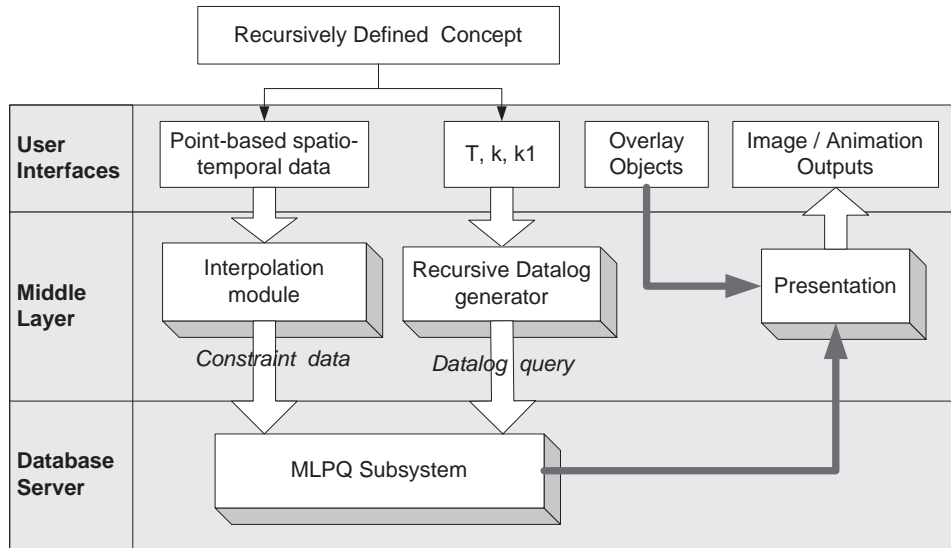 Recursively Defined Concept
User
Interfaces
Point-based spatio-
temporal data
T, k, k1
Overlay
Objects
Image / Animation
Outputs
Middle
Layer
Interpolation
module
Recursive Datalog
generator
Presentation
Constraint data
Datalog query
Database
Server
MLPQ Subsystem